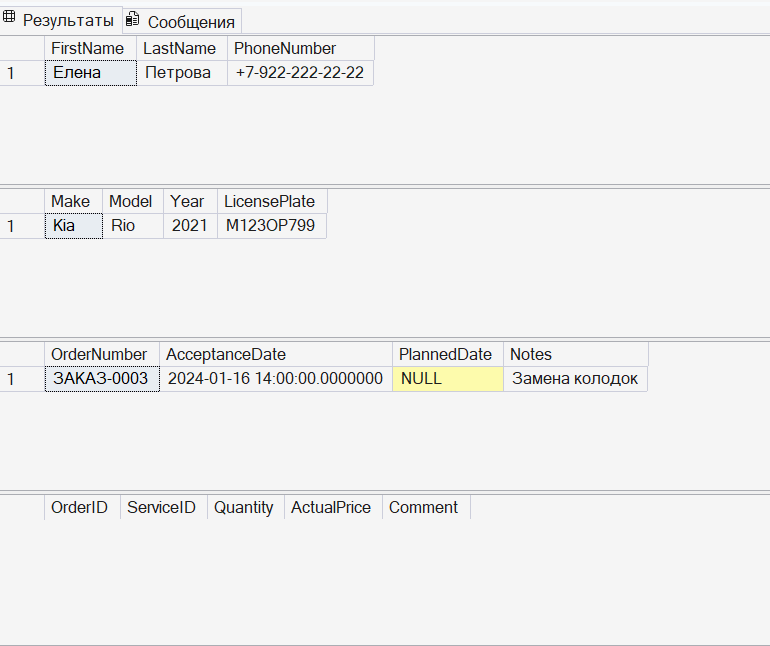 Результаты Сообщения
FirstName LastName PhoneNumber
1 Елена Петрова +7-922-222-22-22
Make Model Year LicensePlate
1 Kia Rio 2021 М123ОР799
OrderNumber AcceptanceDate PlannedDate Notes
1 ЗАКАЗ-0003 2024-01-16 14:00:00.0000000 NULL Замена колодок
OrderID ServiceID Quantity ActualPrice Comment